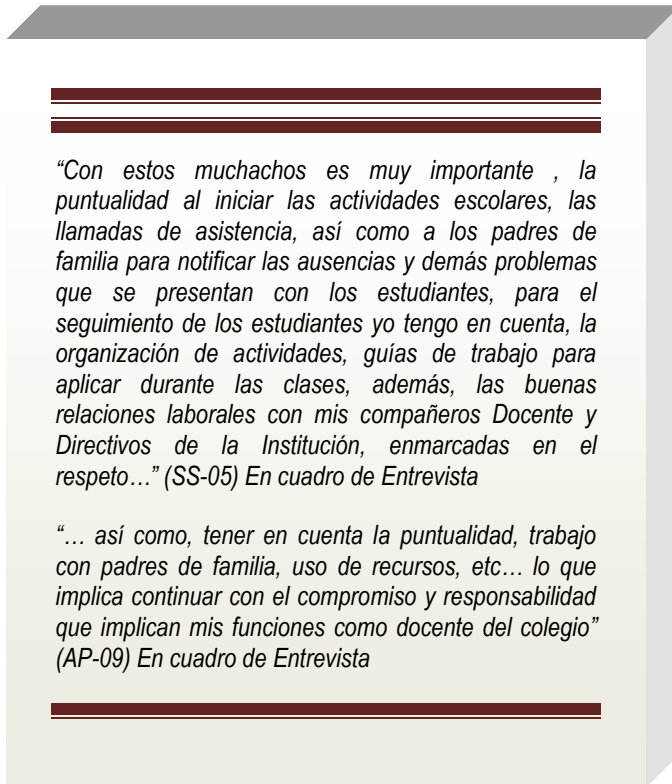 “Con estos muchachos es muy importante , la
puntualidad al iniciar las actividades escolares, las
llamadas de asistencia, así como a los padres de
familia para notificar las ausencias y demás problemas
que se presentan con los estudiantes, para el
seguimiento de los estudiantes yo tengo en cuenta, la
organización de actividades, guías de trabajo para
aplicar durante las clases, además, las buenas
relaciones laborales con mis compañeros Docente y
Directivos de la Institución, enmarcadas en el
respeto…” (SS-05) En cuadro de Entrevista
“… así como, tener en cuenta la puntualidad, trabajo
con padres de familia, uso de recursos, etc… lo que
implica continuar con el compromiso y responsabilidad
que implican mis funciones como docente del colegio”
(AP-09) En cuadro de Entrevista